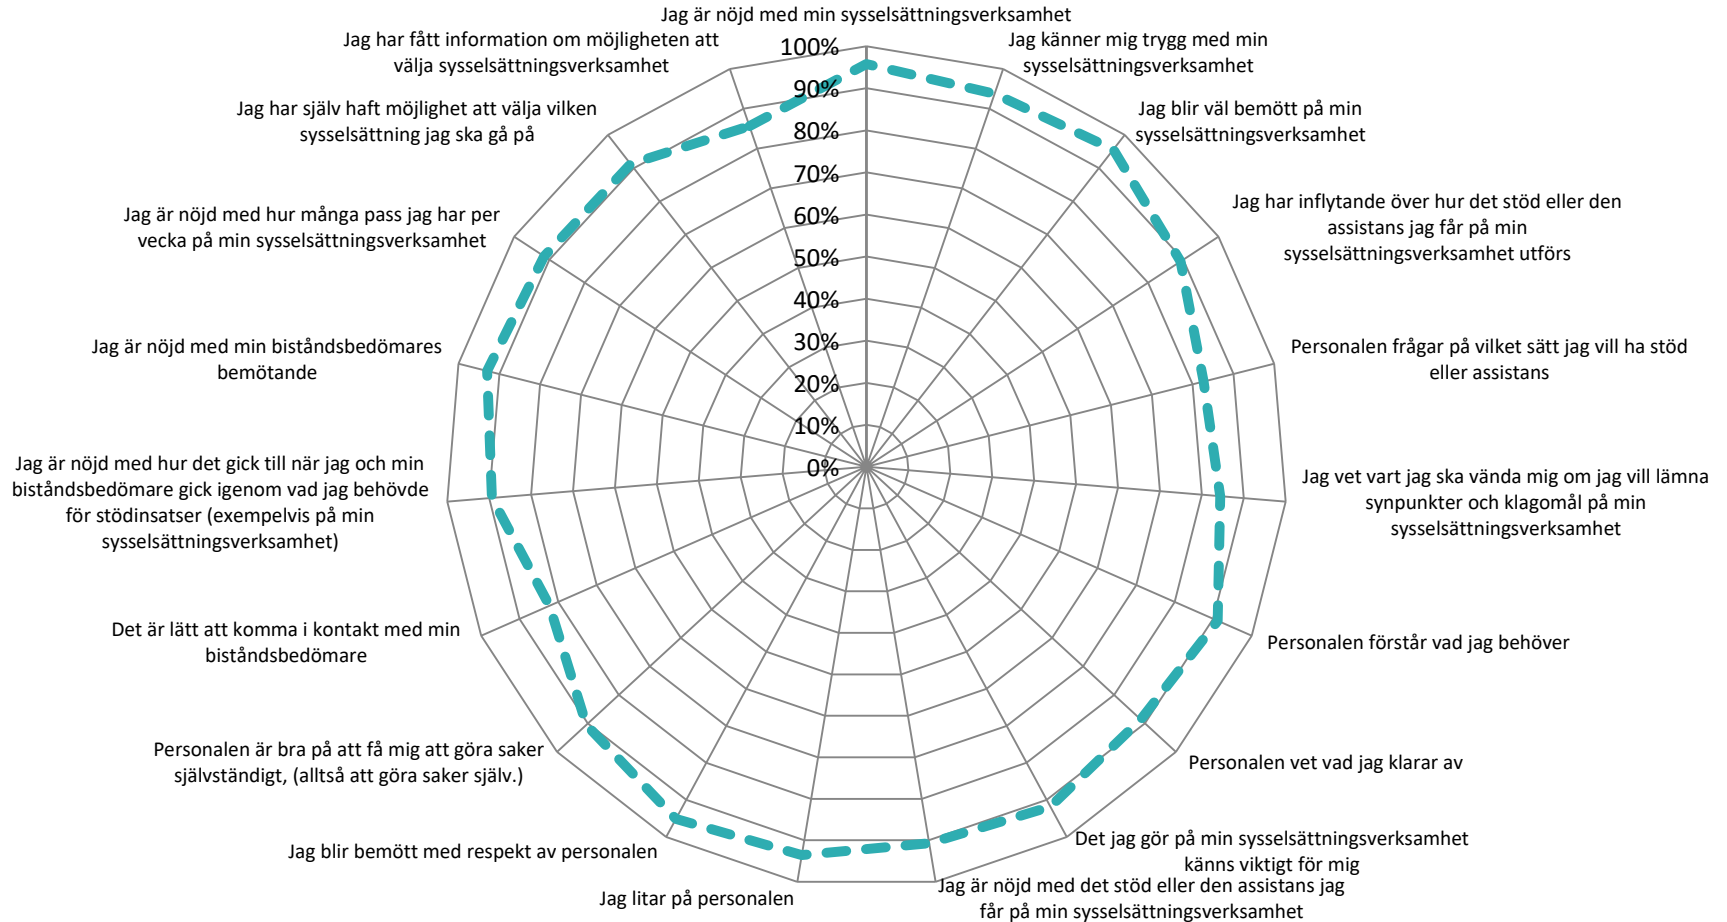 Jag är nöjd med min sysselsättningsverksamhet
Jag känner mig trygg med min
sysselsättningsverksamhet
Jag blir väl bemött på min
sysselsättningsverksamhet
Jag har inflytande över hur det stöd eller den
assistans jag får på min
sysselsättningsverksamhet utförs
Personalen frågar på vilket sätt jag vill ha stöd
eller assistans
Jag vet vart jag ska vända mig om jag vill lämna
synpunkter och klagomål på min
sysselsättningsverksamhet
Personalen förstår vad jag behöver
Personalen vet vad jag klarar av
Det jag gör på min sysselsättningsverksamhet
känns viktigt för mig
Jag är nöjd med det stöd eller den assistans jag
får på min sysselsättningsverksamhet
Jag litar på personalen
Jag blir bemött med respekt av personalen
Personalen är bra på att få mig att göra saker
självständigt, (alltså att göra saker själv.)
Det är lätt att komma i kontakt med min
biståndsbedömare
Jag är nöjd med hur det gick till när jag och min
biståndsbedömare gick igenom vad jag behövde
för stödinsatser (exempelvis på min
sysselsättningsverksamhet)
Jag är nöjd med min biståndsbedömares
bemötande
Jag är nöjd med hur många pass jag har per
vecka på min sysselsättningsverksamhet
Jag har själv haft möjlighet att välja vilken
sysselsättning jag ska gå på
Jag har fått information om möjligheten att
välja sysselsättningsverksamhet
100%
90%
80%
70%
60%
50%
40%
30%
20%
10%
0%